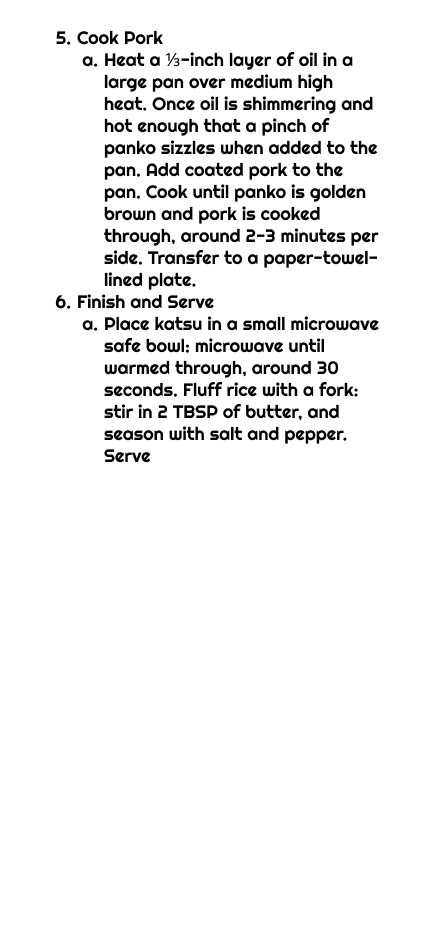 5. Cook Pork
a. Heat a ⅓-inch layer of oil in a
large pan over medium high
heat. Once oil is shimmering and
hot enough that a pinch of
panko sizzles when added to the
pan. Add coated pork to the
pan. Cook until panko is golden
brown and pork is cooked
through, around 2-3 minutes per
side. Transfer to a paper-towel-
lined plate.
6. Finish and Serve
a. Place katsu in a small microwave
safe bowl; microwave until
warmed through, around 30
seconds. Fluff rice with a fork;
stir in 2 TBSP of butter, and
season with salt and pepper.
Serve